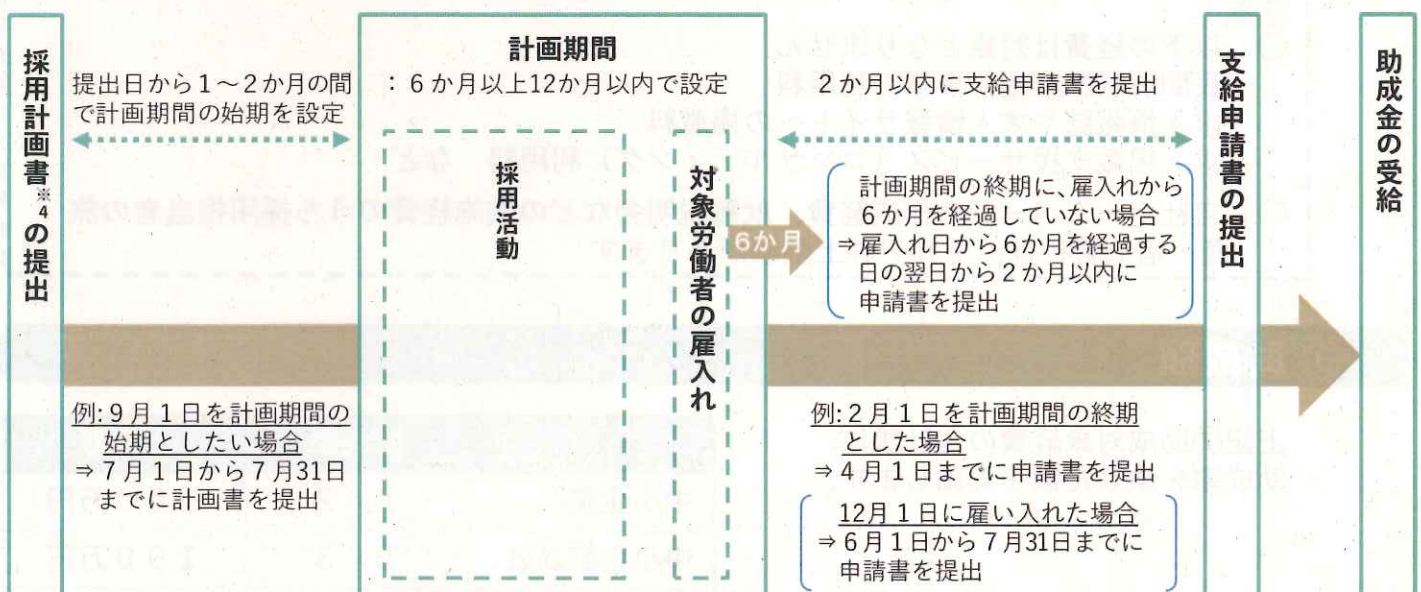 採用計画書※4の提出
提出日から1~2か月の間
で計画期間の始期を設定
例:9月1日を計画期間の
始期としたい場合
⇒7月1日から7月31日
までに計画書を提出
計画期間
:6か月以上12か月以内で設定
採用活動
対象労働者の雇入れ
6か月
2か月以内に支給申請書を提出
計画期間の終期に、雇入れから
6か月を経過していない場合
⇒雇入れ日から6か月を経過する
日の翌日から2か月以内に
申請書を提出
例:2月1日を計画期間の終期
とした場合
⇒4月1日までに申請書を提出
12月1日に雇い入れた場合
⇒6月1日から7月31日までに
申請書を提出
支給申請書の提出
助成金の受給